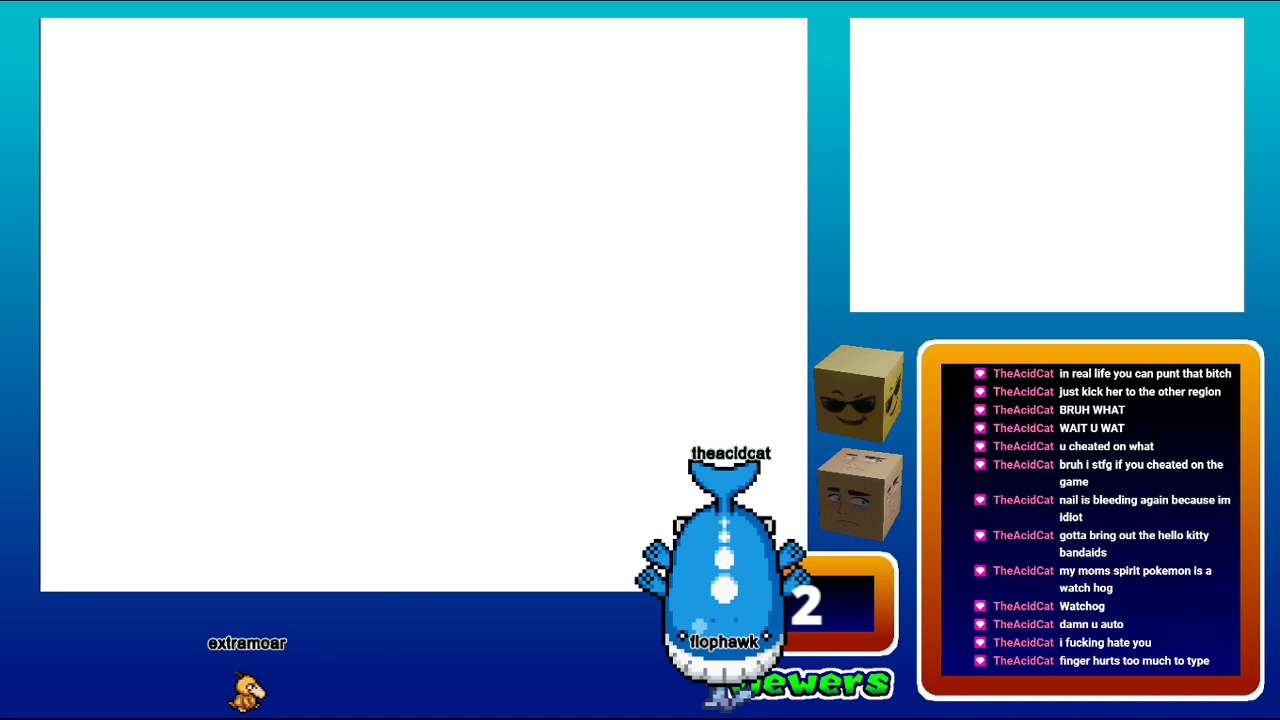 TheAcidCat in real life you can punt that bitch
TheAcidCat just kick her to the other region
TheAcidCat BRUH WHAT
TheAcidCat WAIT U WAT
TheAcidCat u cheated on what
TheAcidCat bruh i stfg if you cheated on the
game
TheAcidCat nail is bleeding again because im
idiot
TheAcidCat gotta bring out the hello kitty
bandaids
TheAcidCat my moms spirit pokemon is a
watch hog
TheAcidCat Watchog
TheAcidCat damn u auto
TheAcidCat i fucking hate you
TheAcidCat finger hurts too much to type
theacidcat
2
flophawk
extramoar